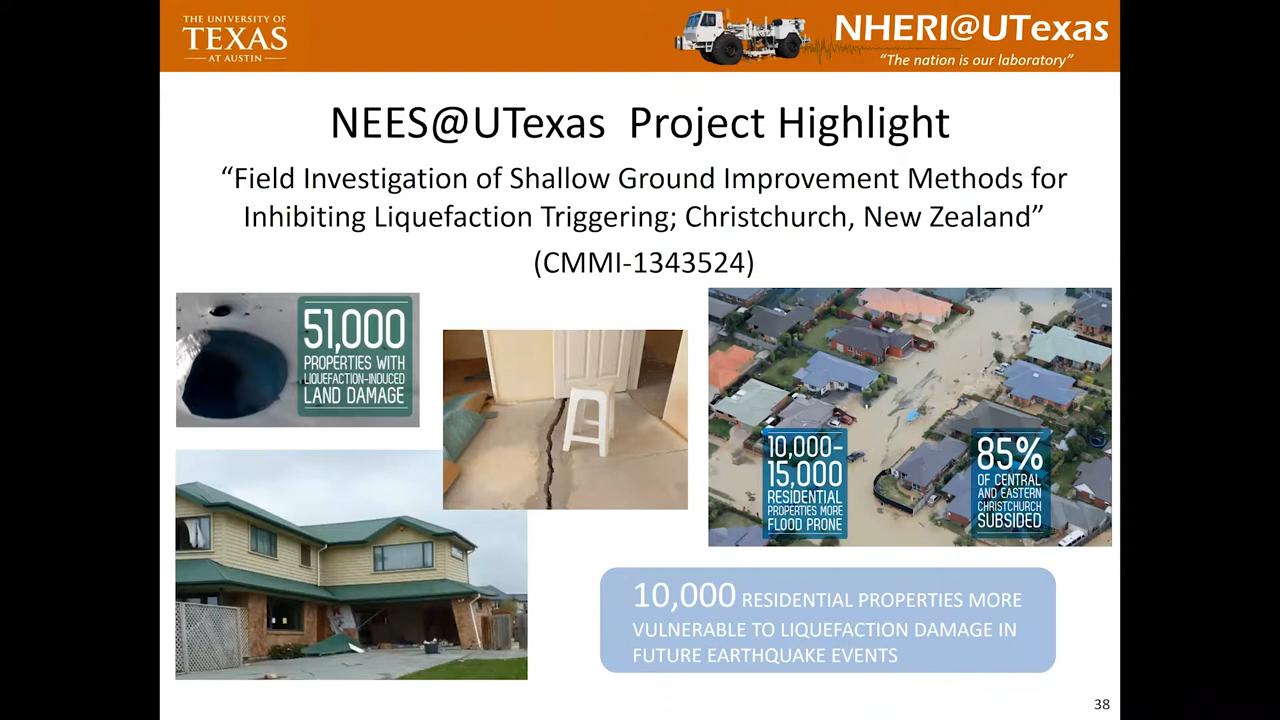 THE UNIVERSITY OF
TEXAS
AT AUSTIN
NHERI@UTexas
“The nation is our laboratory”
NEES@UTexas Project Highlight
“Field Investigation of Shallow Ground Improvement Methods for
Inhibiting Liquefaction Triggering; Christchurch, New Zealand”
(CMMI-1343524)
51,000
PROPERTIES WITH
LIQUEFACTION-INDUCED
LAND DAMAGE
10,000-
15,000
RESIDENTIAL
PROPERTIES MORE
FLOOD PRONE
85%
OF CENTRAL
AND EASTERN
CHRISTCHURCH
SUBSIDED
10,000 RESIDENTIAL PROPERTIES MORE
VULNERABLE TO LIQUEFACTION DAMAGE IN
FUTURE EARTHQUAKE EVENTS
38